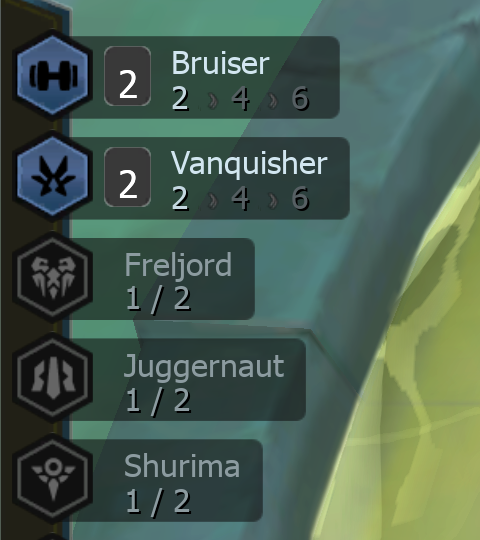 2 Bruiser
2 › 4 › 6
2 Vanquisher
2 › 4 › 6
Freljord
1 / 2
Juggernaut
1 / 2
Shurima
1 / 2